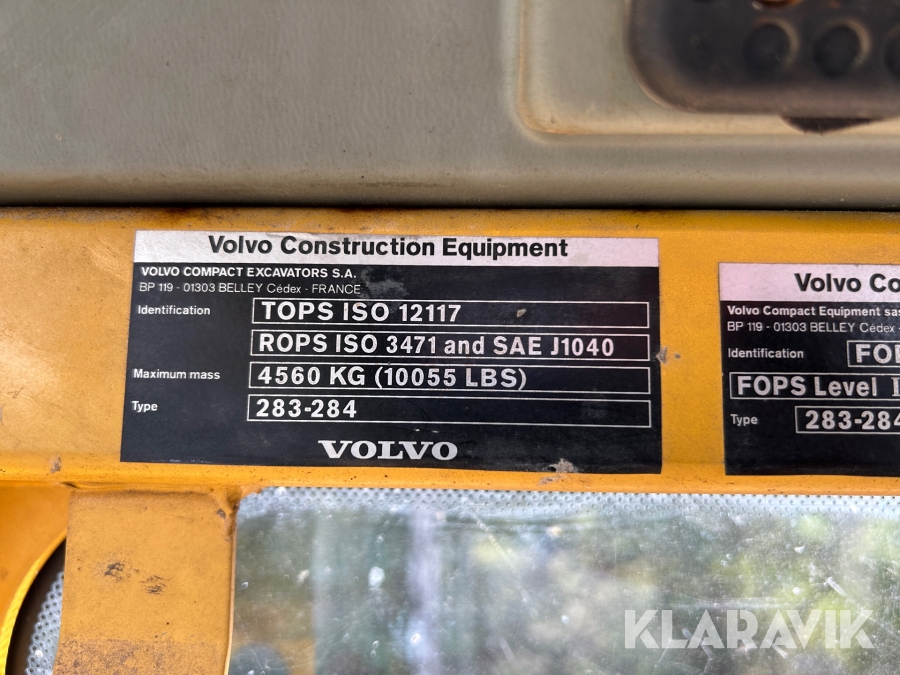 Volvo Construction Equipment
VOLVO COMPACT EXCAVATORS S.A.
BP 119 - 01303 BELLEY Cédex - FRANCE
Identification TOPS ISO 12117
ROPS ISO 3471 and SAE J1040
Maximum mass 4560 KG (10055 LBS)
Type 283-284
VOLVO
Volvo Co
Volvo Compact Equipment sas
BP 119 - 01303 BELLEY Cédex -
Identification FOP
FOPS Level I
Type 283-284
KLARAVIK